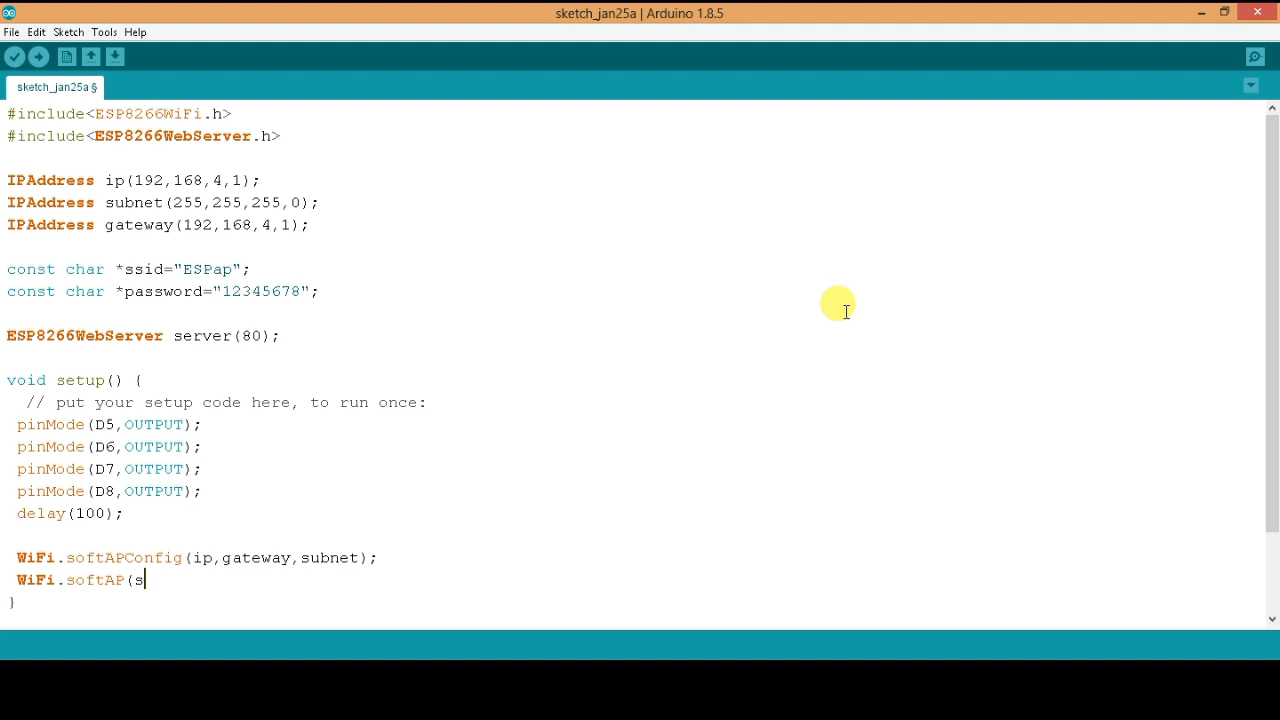 sketch_jan25a | Arduino 1.8.5
File Edit Sketch Tools Help
sketch_jan25a §
#include<ESP8266WiFi.h>
#include<ESP8266WebServer.h>
IPAddress ip(192,168,4,1);
IPAddress subnet(255,255,255,0);
IPAddress gateway(192,168,4,1);
const char *ssid="ESPap";
const char *password="12345678";
ESP8266WebServer server(80);
void setup() {
// put your setup code here, to run once:
pinMode(D5,OUTPUT);
pinMode(D6,OUTPUT);
pinMode(D7,OUTPUT);
pinMode(D8,OUTPUT);
delay(100);
WiFi.softAPConfig(ip,gateway,subnet);
WiFi.softAP(s
}